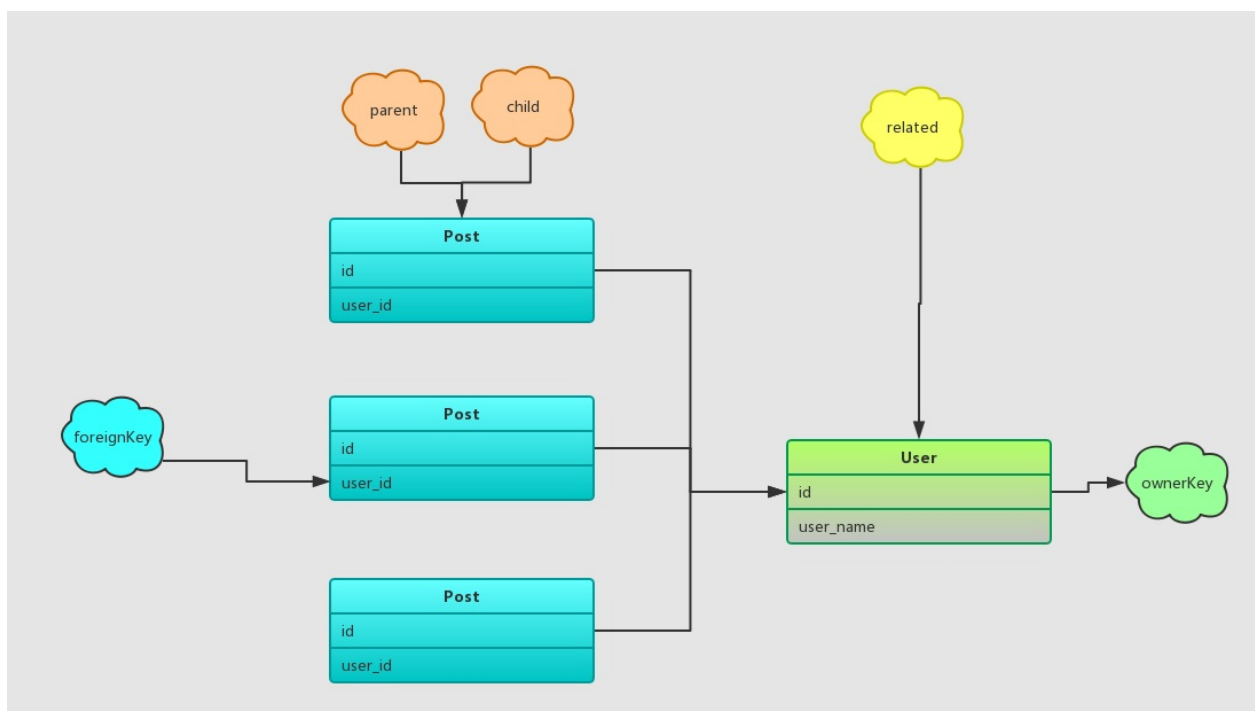 parent
child
related
Post
id
user_id
foreignKey
Post
id
user_id
User
id
user_name
ownerKey
Post
id
user_id